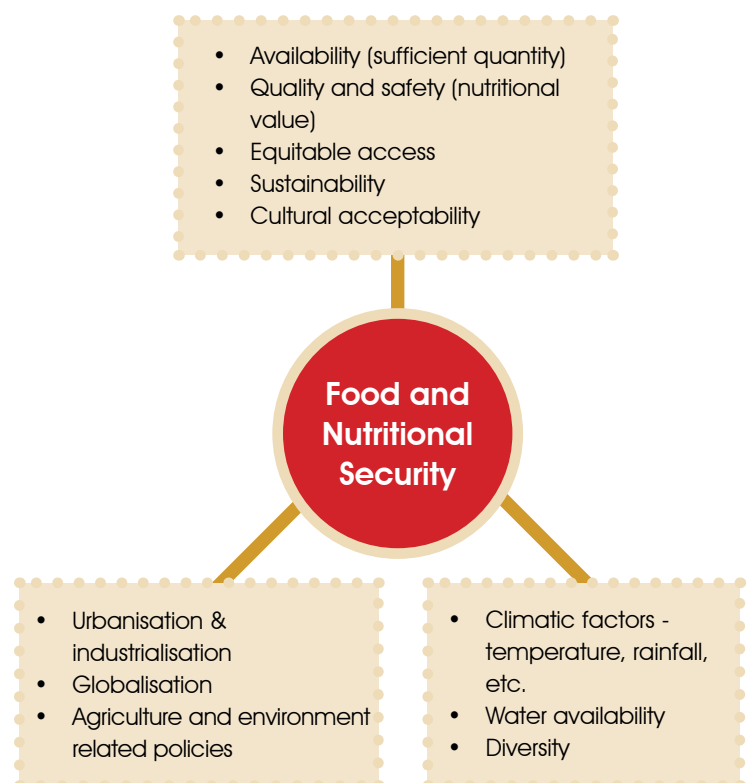 • Availability (sufficient quantity)
• Quality and safety (nutritional
value)
• Equitable access
• Sustainability
• Cultural acceptability
Food and
Nutritional
Security
• Urbanisation &
industrialisation
• Globalisation
• Agriculture and environment
related policies
• Climatic factors -
temperature, rainfall,
etc.
• Water availability
• Diversity